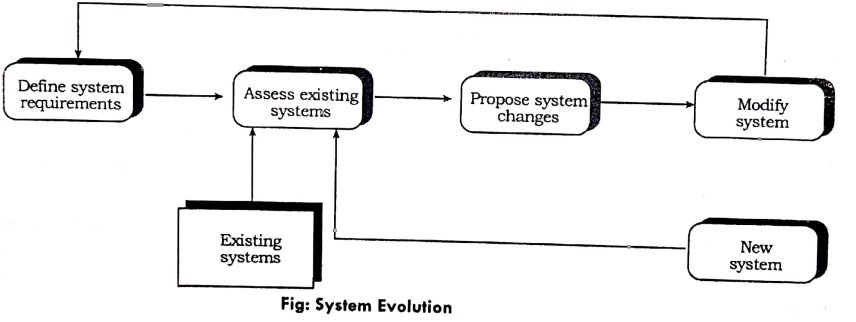 Define system
requirements
Assess existing
systems
Propose system
changes
Modify
system
Existing
systems
New
system
Fig: System Evolution